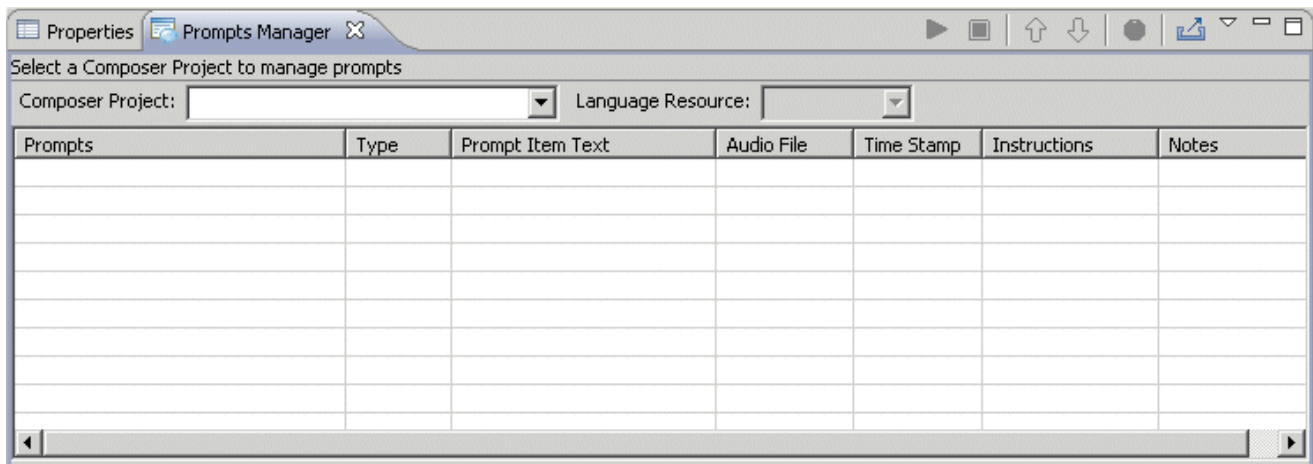 Properties Prompts Manager
Select a Composer Project to manage prompts
Composer Project: Language Resource:
Prompts Type Prompt Item Text Audio File Time Stamp Instructions Notes